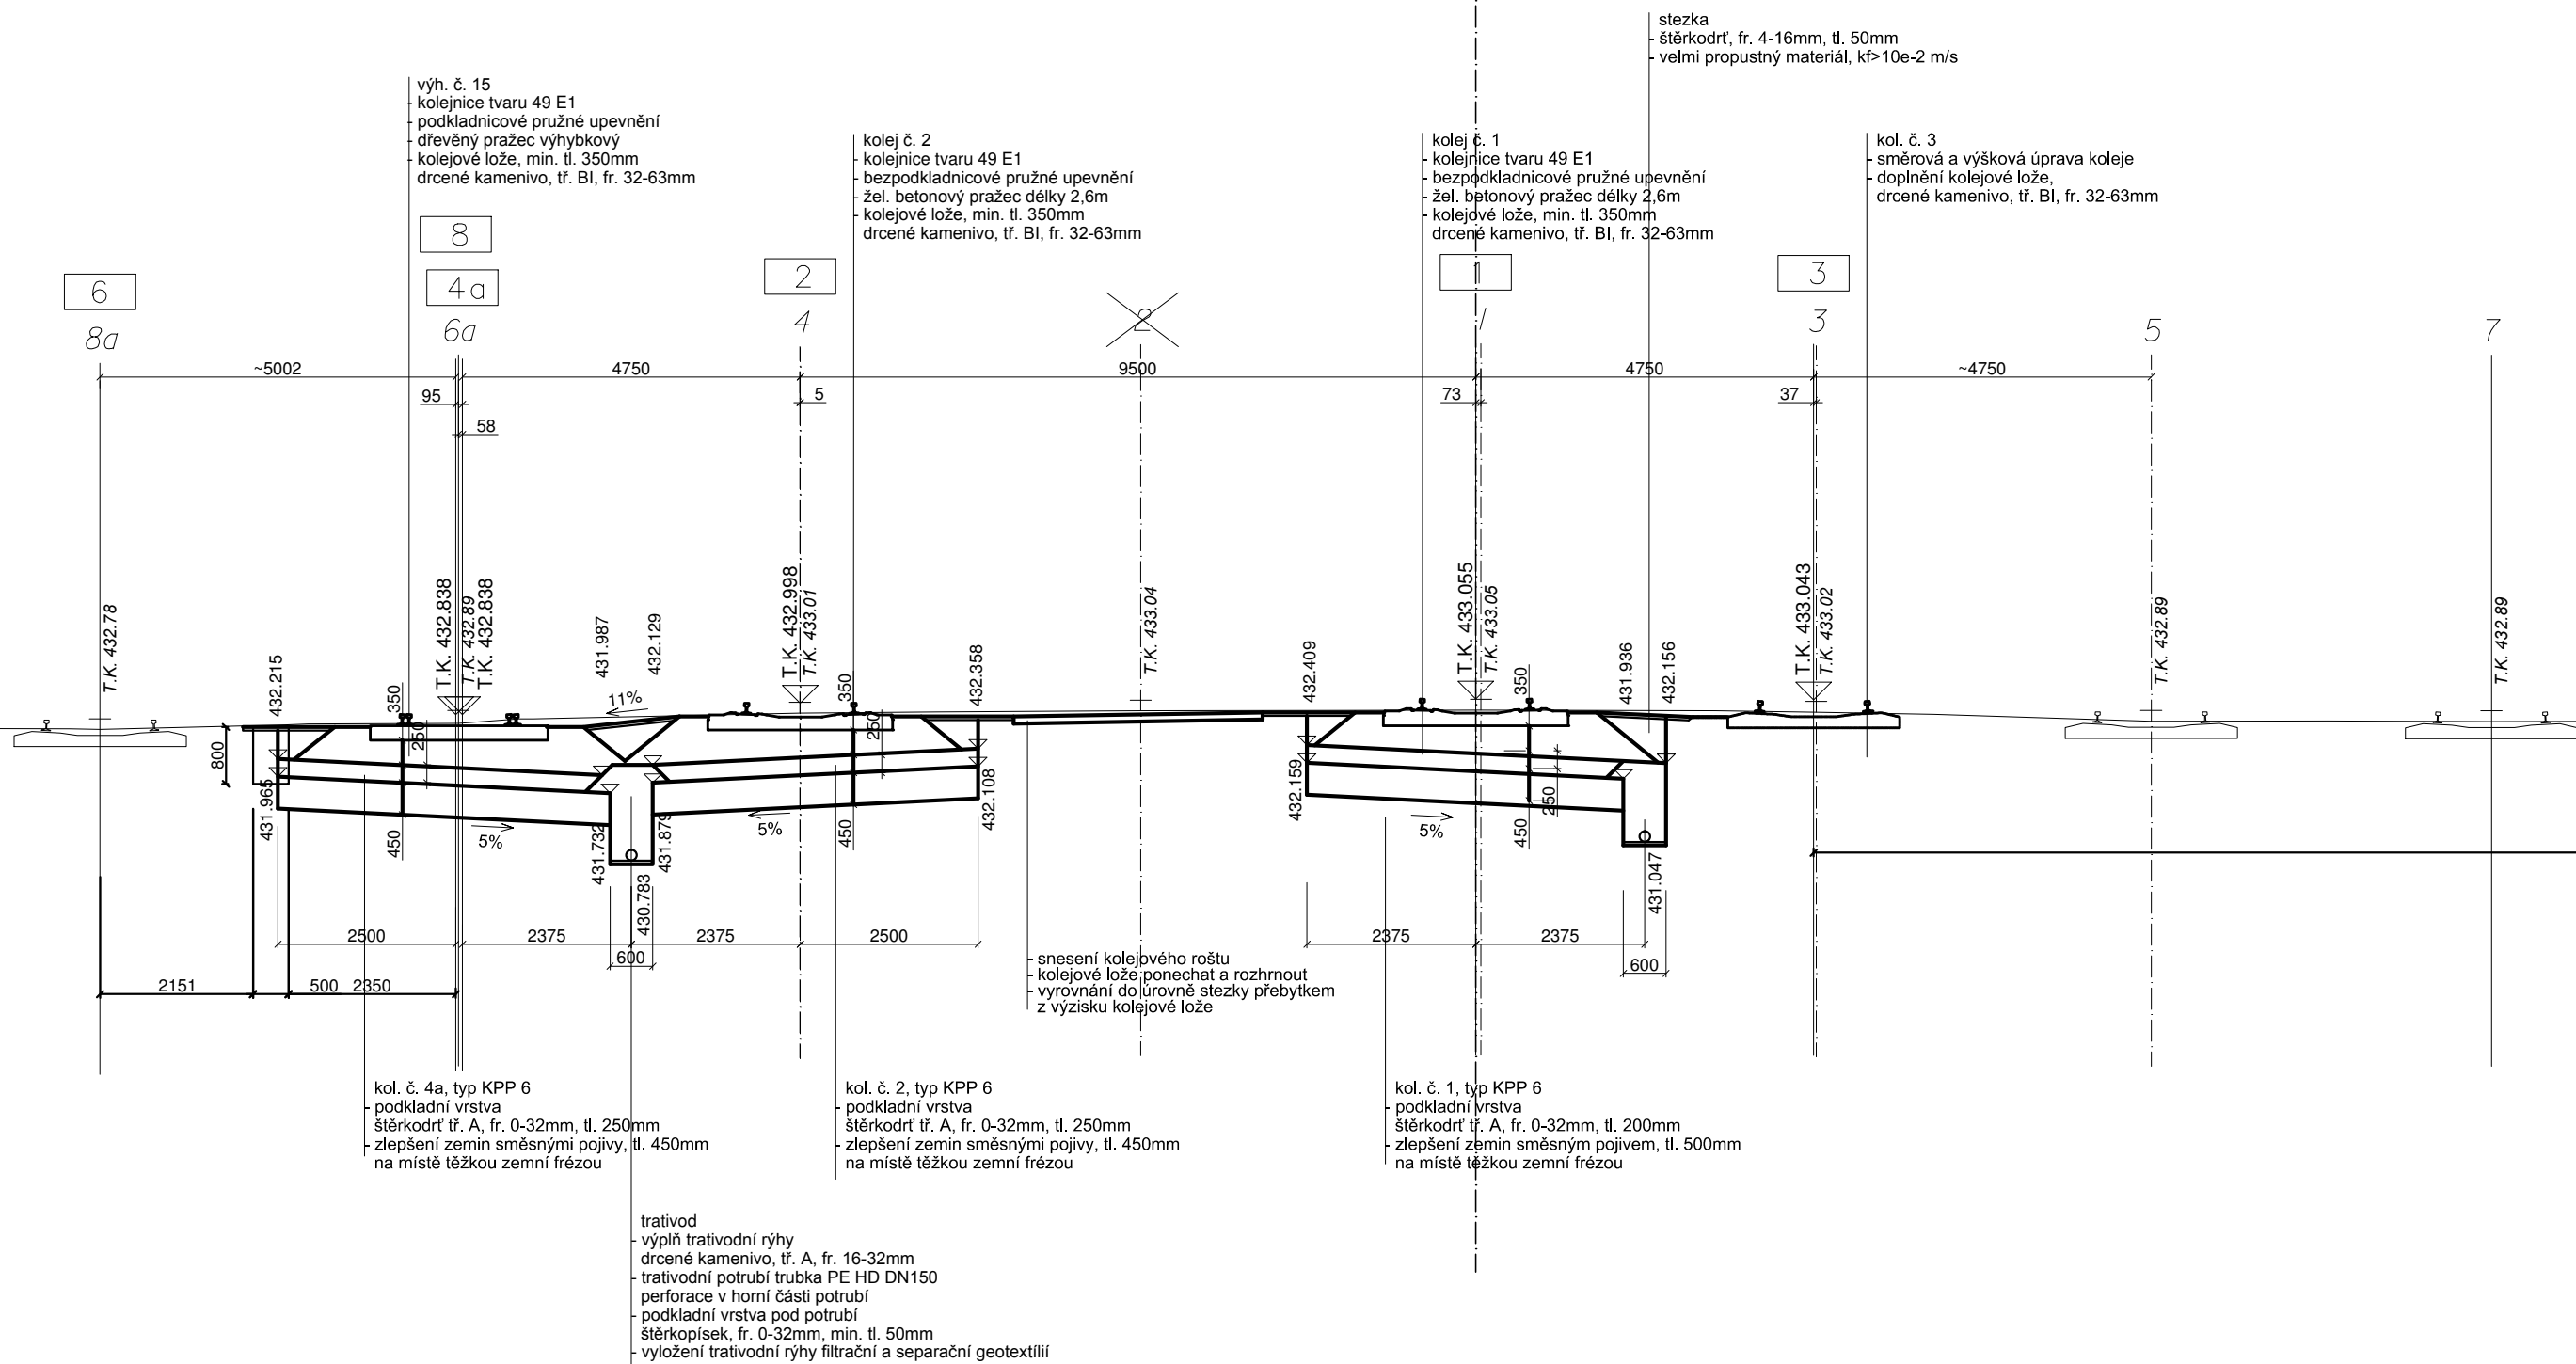 stezka
- štěrkodrť, fr. 4-16mm, tl. 50mm
- velmi propustný materiál, kf>10e-2 m/s
výh. č. 15
- kolejnice tvaru 49 E1
- podkladnicové pružné upevnění
- dřevěný pražec výhybkový
- kolejové lože, min. tl. 350mm
drcené kamenivo, tř. BI, fr. 32-63mm
kolej č. 2
- kolejnice tvaru 49 E1
- bezpodkladnicové pružné upevnění
- žel. betonový pražec délky 2,6m
- kolejové lože, min. tl. 350mm
drcené kamenivo, tř. BI, fr. 32-63mm
kolej č. 1
- kolejnice tvaru 49 E1
- bezpodkladnicové pružné upevnění
- žel. betonový pražec délky 2,6m
- kolejové lože, min. tl. 350mm
drcené kamenivo, tř. BI, fr. 32-63mm
kol. č. 3
- směrová a výšková úprava koleje
- doplnění kolejové lože,
drcené kamenivo, tř. BI, fr. 32-63mm
8
6
4a
2
1
3
8a
6a
4
2
1
3
5
7
~5002
4750
9500
4750
~4750
95
58
5
73
37
T.K. 432.78
432.215
350
T.K. 432.838
T.K. 432.89
T.K. 432.838
431.987
432.129
T.K. 432.998
T.K. 433.01
350
432.358
T.K. 433.04
432.409
T.K. 433.055
T.K. 433.05
350
431.936
432.156
T.K. 433.043
T.K. 433.02
T.K. 432.89
T.K. 432.89
11%
800
250
250
250
431.965
450
5%
431.732
431.879
5%
450
432.108
432.159
5%
450
430.783
431.047
2500
2375
2375
2500
2375
2375
600
600
2151
500
2350
- snesení kolejového roštu
- kolejové lože ponechat a rozhrnout
- vyrovnání do úrovně stezky přebytkem
z výzisku kolejové lože
kol. č. 4a, typ KPP 6
- podkladní vrstva
štěrkodrť tř. A, fr. 0-32mm, tl. 250mm
- zlepšení zemin směsnými pojivy, tl. 450mm
na místě těžkou zemní frézou
kol. č. 2, typ KPP 6
- podkladní vrstva
štěrkodrť tř. A, fr. 0-32mm, tl. 250mm
- zlepšení zemin směsnými pojivy, tl. 450mm
na místě těžkou zemní frézou
kol. č. 1, typ KPP 6
- podkladní vrstva
štěrkodrť tř. A, fr. 0-32mm, tl. 200mm
- zlepšení zemin směsným pojivem, tl. 500mm
na místě těžkou zemní frézou
trativod
- výplň trativodní rýhy
drcené kamenivo, tř. A, fr. 16-32mm
- trativodní potrubí trubka PE HD DN150
perforace v horní části potrubí
- podkladní vrstva pod potrubí
štěrkopísek, fr. 0-32mm, min. tl. 50mm
- vyložení trativodní rýhy filtrační a separační geotextílií